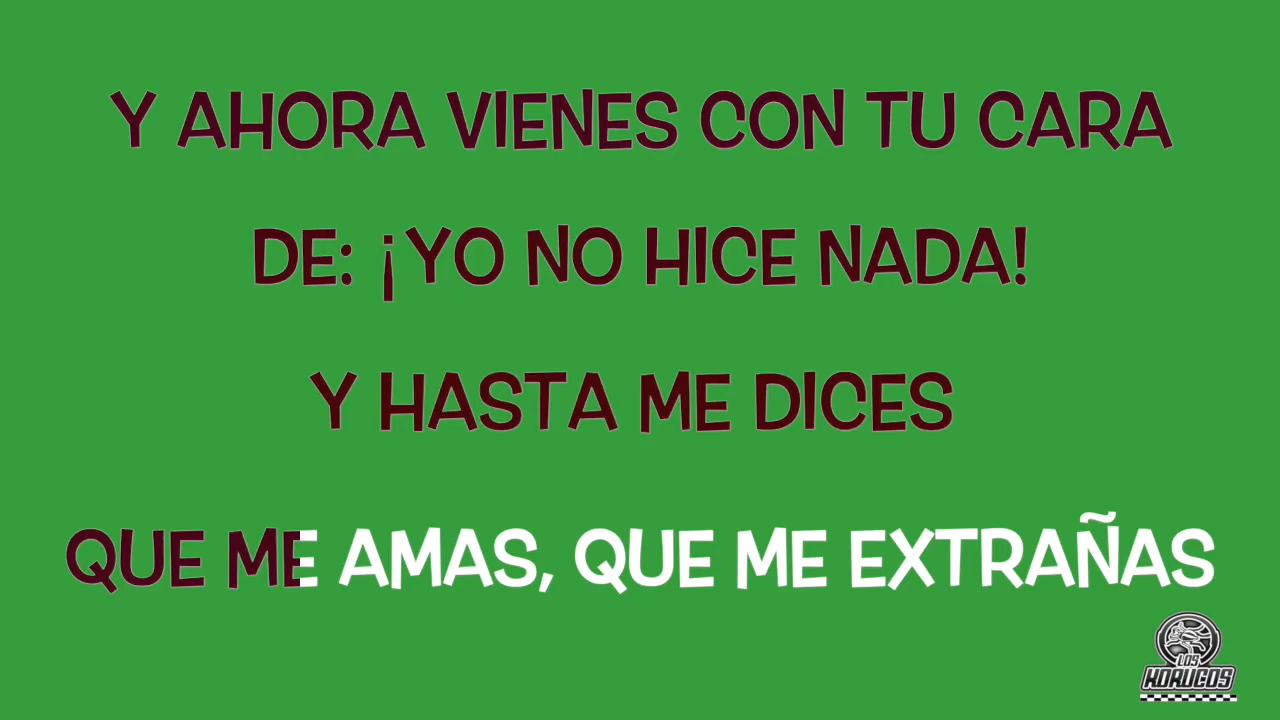 Y AHORA VIENES CON TU CARA
DE: ¡YO NO HICE NADA!
Y HASTA ME DICES
QUE ME AMAS, QUE ME EXTRAÑAS
LOS
KORUCOS